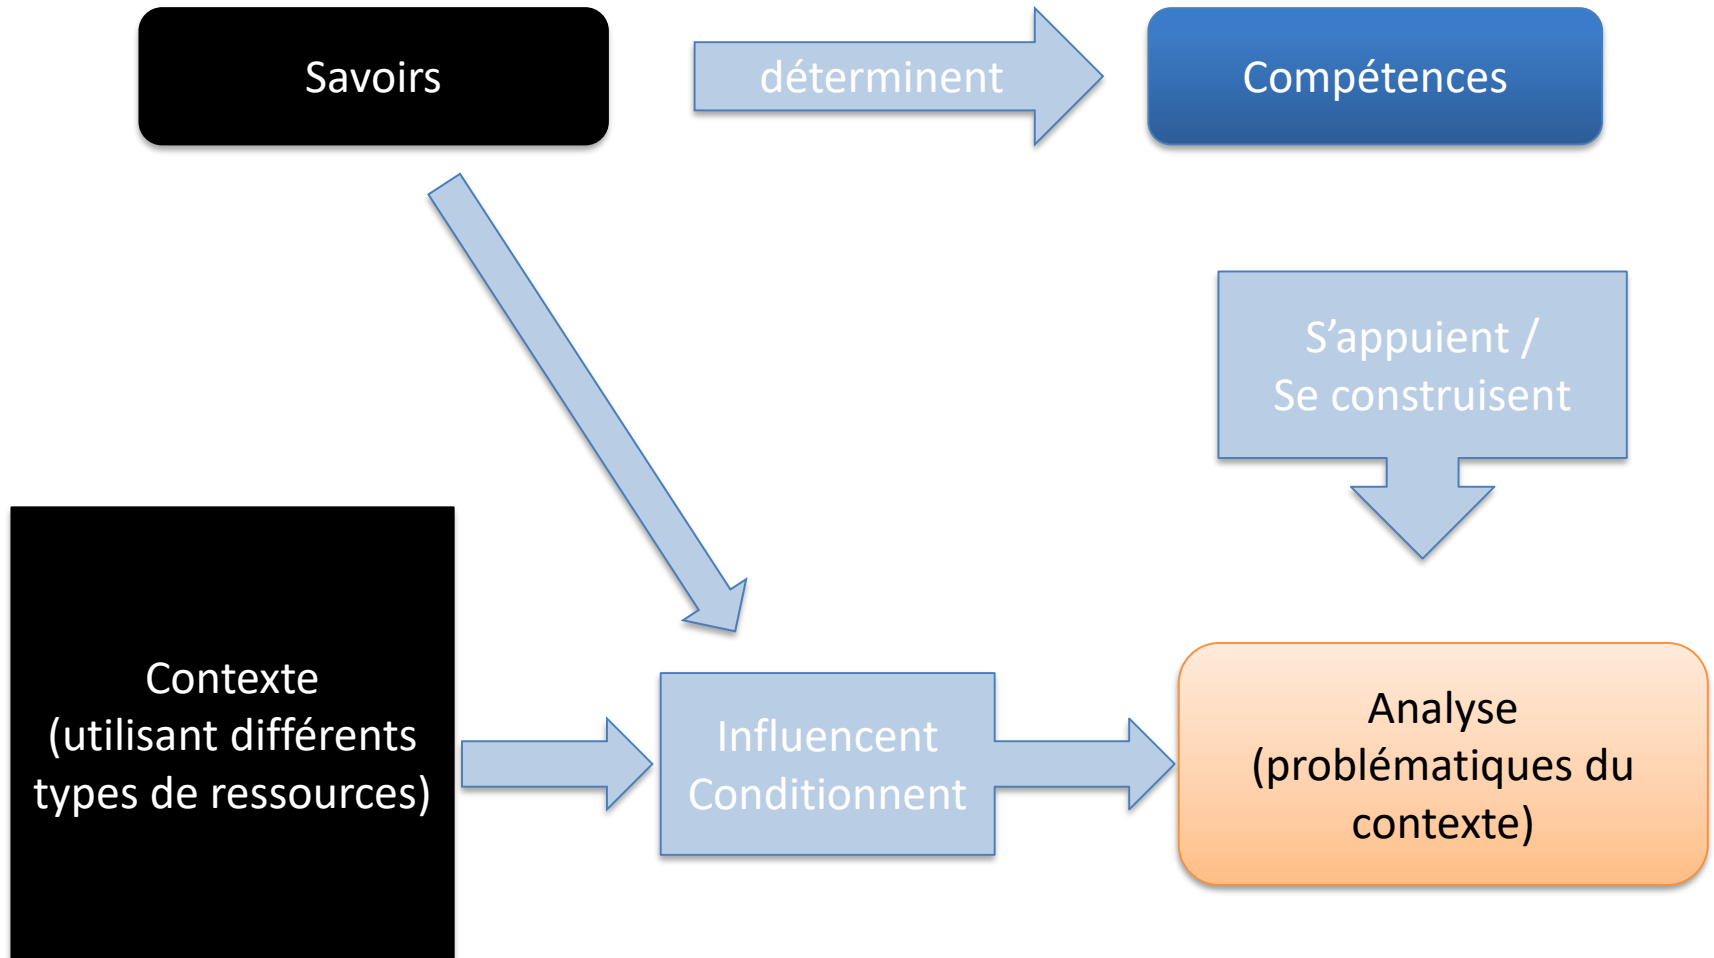 Savoirs
déterminent
Compétences
S’appuient /
Se construisent
Contexte
(utilisant différents
types de ressources)
Influencent
Conditionnent
Analyse
(problématiques du
contexte)